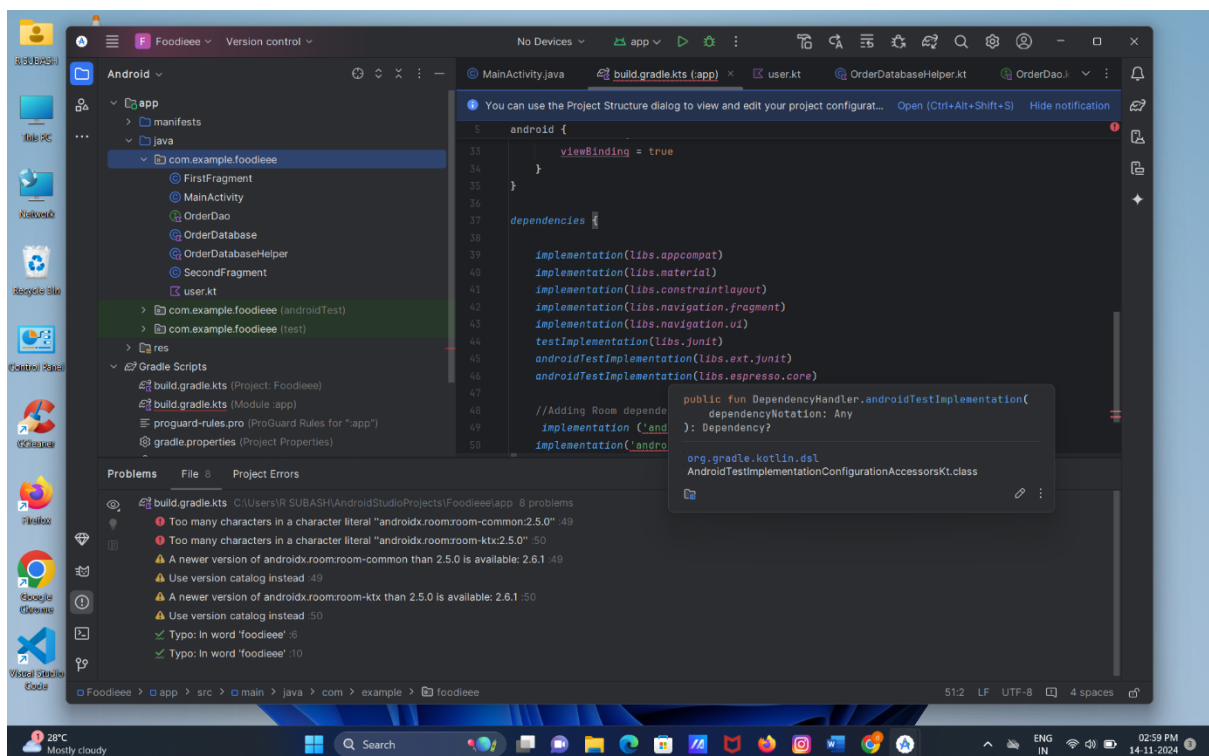 R SUBASH
This PC
Network
Recycle Bin
Control Panel
CCleaner
Firefox
Google
Chrome
Visual Studio
Code
F Foodieee
Version control
No Devices
app
Android
app
manifests
java
com.example.foodieee
FirstFragment
MainActivity
OrderDao
OrderDatabase
OrderDatabaseHelper
SecondFragment
user.kt
com.example.foodieee (androidTest)
com.example.foodieee (test)
res
Gradle Scripts
build.gradle.kts (Project: Foodieee)
build.gradle.kts (Module :app)
proguard-rules.pro (ProGuard Rules for ":app")
gradle.properties (Project Properties)
MainActivity.java build.gradle.kts (:app) user.kt OrderDatabaseHelper.kt OrderDao.k
You can use the Project Structure dialog to view and edit your project configurat... Open (Ctrl+Alt+Shift+S) Hide notification
5 android {
33 viewBinding = true
34 }
35 }
36
37 dependencies {
38
39 implementation(libs.appcompat)
40 implementation(libs.material)
41 implementation(libs.constraintlayout)
42 implementation(libs.navigation.fragment)
43 implementation(libs.navigation.ui)
44 testImplementation(libs.junit)
45 androidTestImplementation(libs.ext.junit)
46 androidTestImplementation(libs.espresso.core)
47
48 //Adding Room depende
49 implementation ('and
50 implementation('andro
public fun DependencyHandler.androidTestImplementation(
dependencyNotation: Any
): Dependency?
org.gradle.kotlin.dsl
AndroidTestImplementationConfigurationAccessorsKt.class
Problems File 8 Project Errors
build.gradle.kts C:\Users\R SUBASH\AndroidStudioProjects\Foodieee\app 8 problems
Too many characters in a character literal "androidx.room:room-common:2.5.0" :49
Too many characters in a character literal "androidx.room:room-ktx:2.5.0" :50
A newer version of androidx.room:room-common than 2.5.0 is available: 2.6.1 :49
Use version catalog instead :49
A newer version of androidx.room:room-ktx than 2.5.0 is available: 2.6.1 :50
Use version catalog instead :50
Typo: In word 'foodieee' :6
Typo: In word 'foodieee' :10
Foodieee > app > src > main > java > com > example > foodieee
51:2 LF UTF-8 4 spaces
1
28°C
Mostly cloudy
Search
ENG
IN
02:59 PM
14-11-2024
3